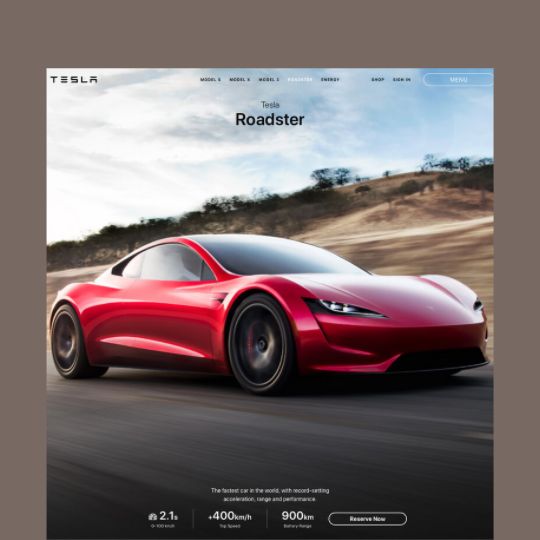 TESLA
MODEL S MODEL X MODEL 3 ROADSTER ENERGY SHOP SIGN IN MENU
Tesla
Roadster
The fastest car in the world, with record-setting
acceleration, range and performance.
2.1s +400km/h 900km Reserve Now
0-100 km/h Top Speed Battery Range